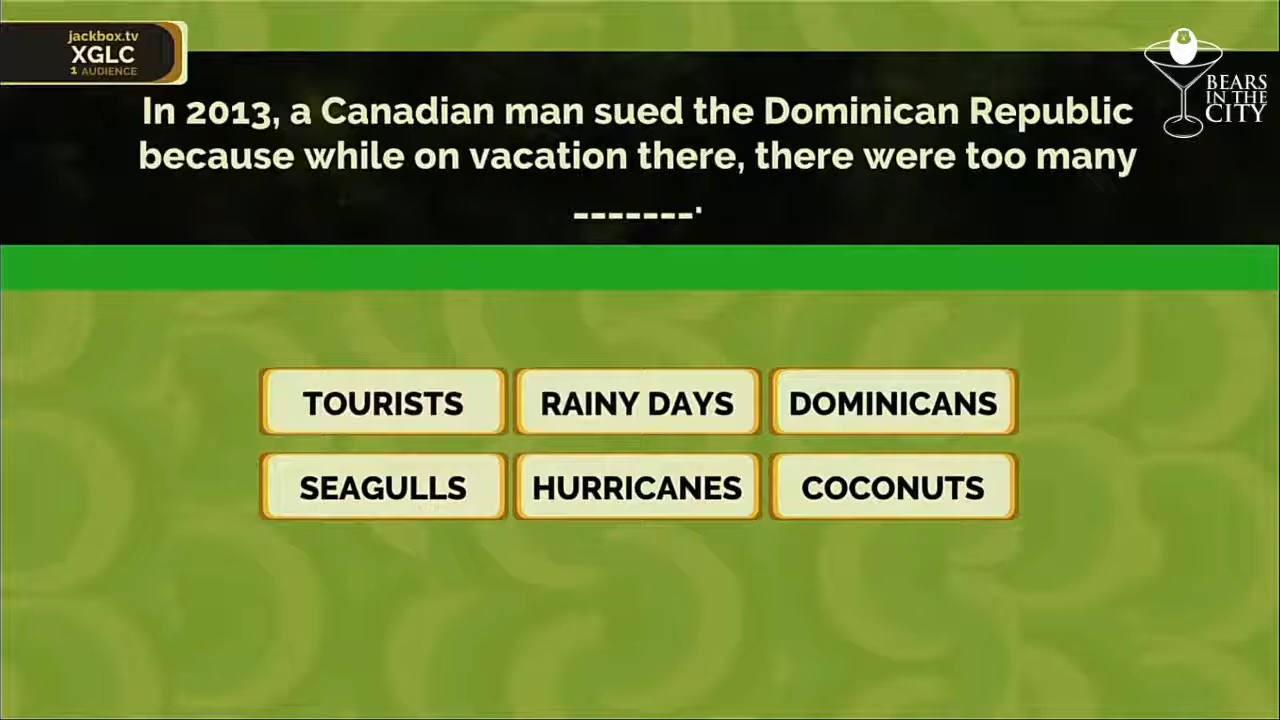 jackbox.tv
XGLC
1 AUDIENCE
BEARS
IN THE
CITY
In 2013, a Canadian man sued the Dominican Republic
because while on vacation there, there were too many
_______.
TOURISTS
RAINY DAYS
DOMINICANS
SEAGULLS
HURRICANES
COCONUTS